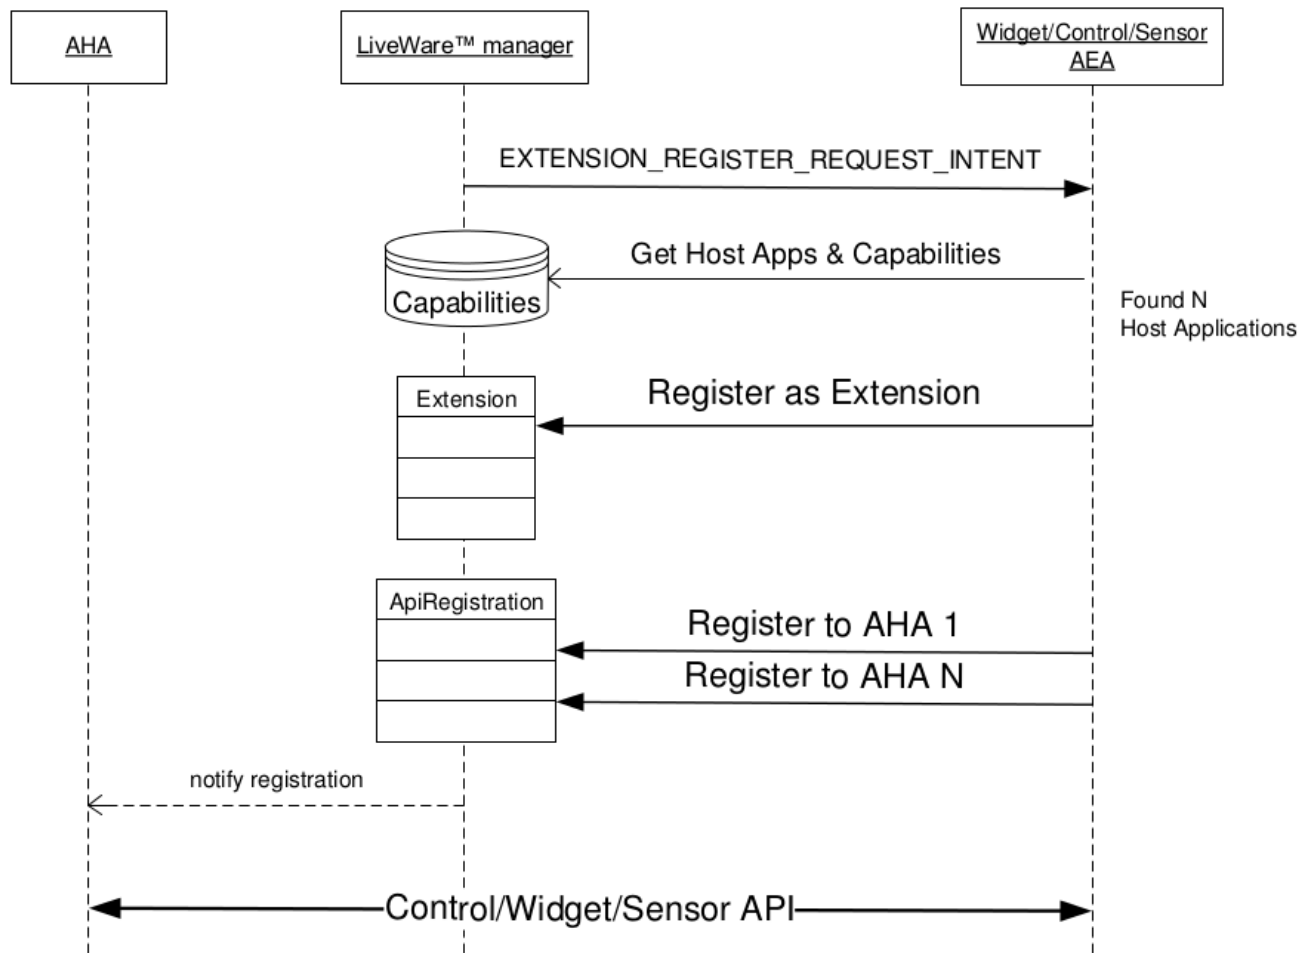 AHA
LiveWare™ manager
Widget/Control/Sensor
AEA
EXTENSION_REGISTER_REQUEST_INTENT
Get Host Apps & Capabilities
Capabilities
Found N
Host Applications
Register as Extension
Extension
ApiRegistration
Register to AHA 1
Register to AHA N
notify registration
Control/Widget/Sensor API